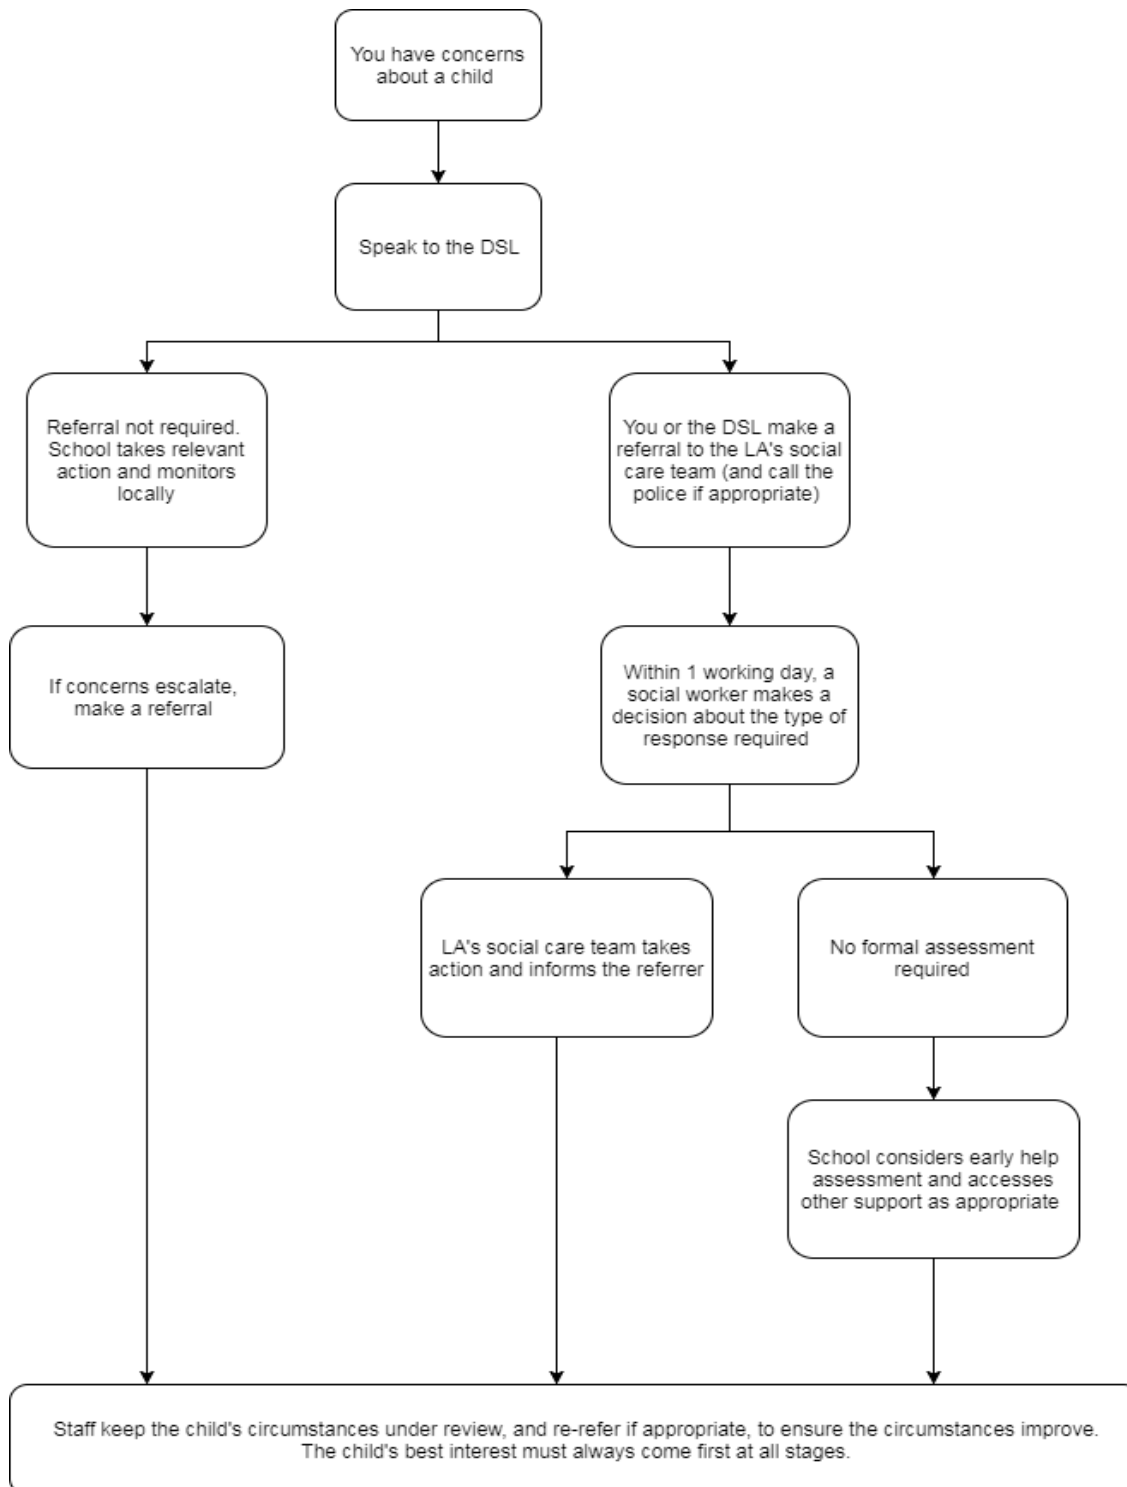 You have concerns
about a child
Speak to the DSL
Referral not required.
School takes relevant
action and monitors
locally
You or the DSL make a
referral to the LA's social
care team (and call the
police if appropriate)
If concerns escalate,
make a referral
Within 1 working day, a
social worker makes a
decision about the type of
response required
LA's social care team takes
action and informs the referrer
No formal assessment
required
School considers early help
assessment and accesses
other support as appropriate
Staff keep the child's circumstances under review, and re-refer if appropriate, to ensure the circumstances improve.
The child's best interest must always come first at all stages.